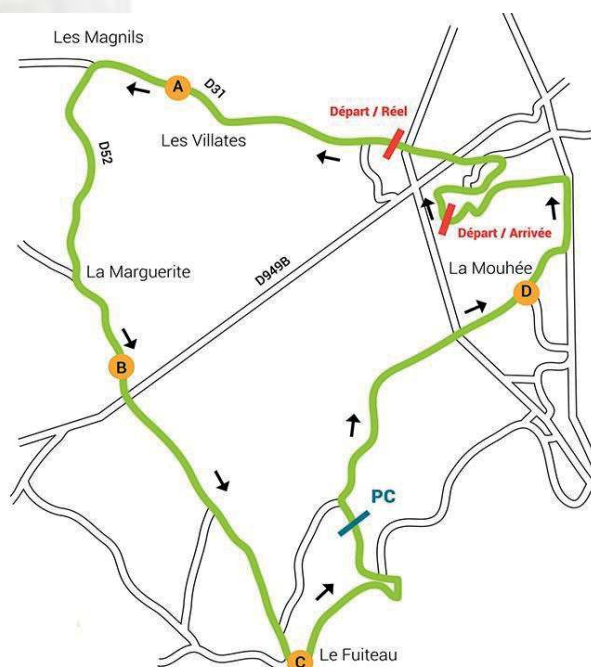 Les Magnils
A
D31
Départ / Réel
Les Villates
D52
Départ / Arrivée
La Marguerite
D949B
La Mouhée
D
B
PC
C
Le Fuiteau